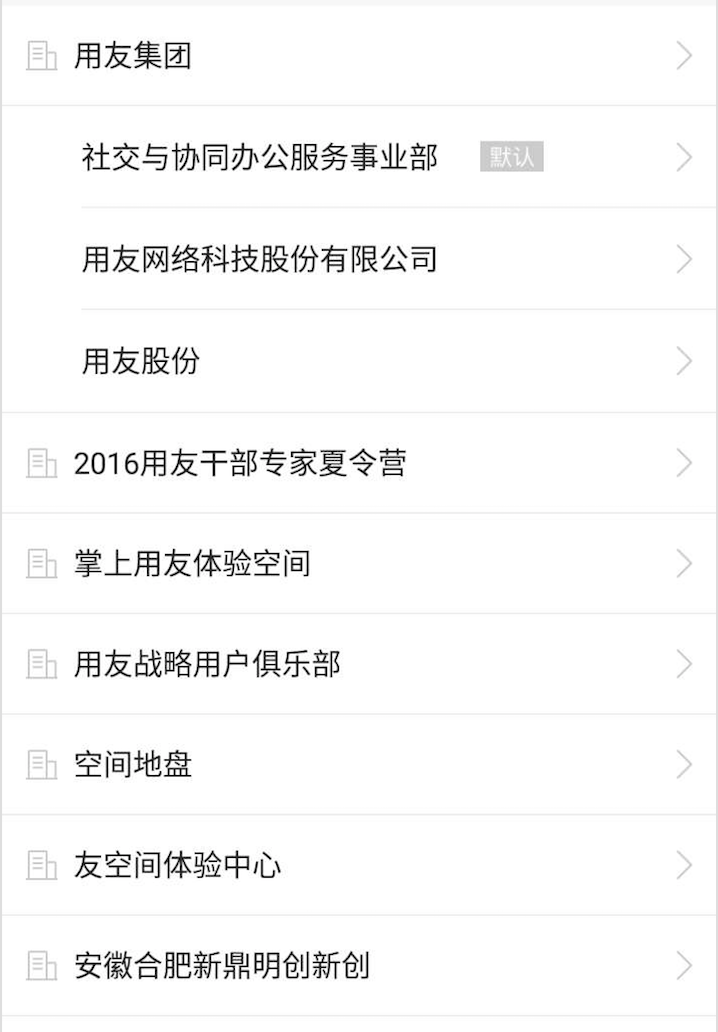 用友集团
社交与协同办公服务事业部 默认
用友网络科技股份有限公司
用友股份
2016用友干部专家夏令营
掌上用友体验空间
用友战略用户俱乐部
空间地盘
友空间体验中心
安徽合肥新鼎明创新创